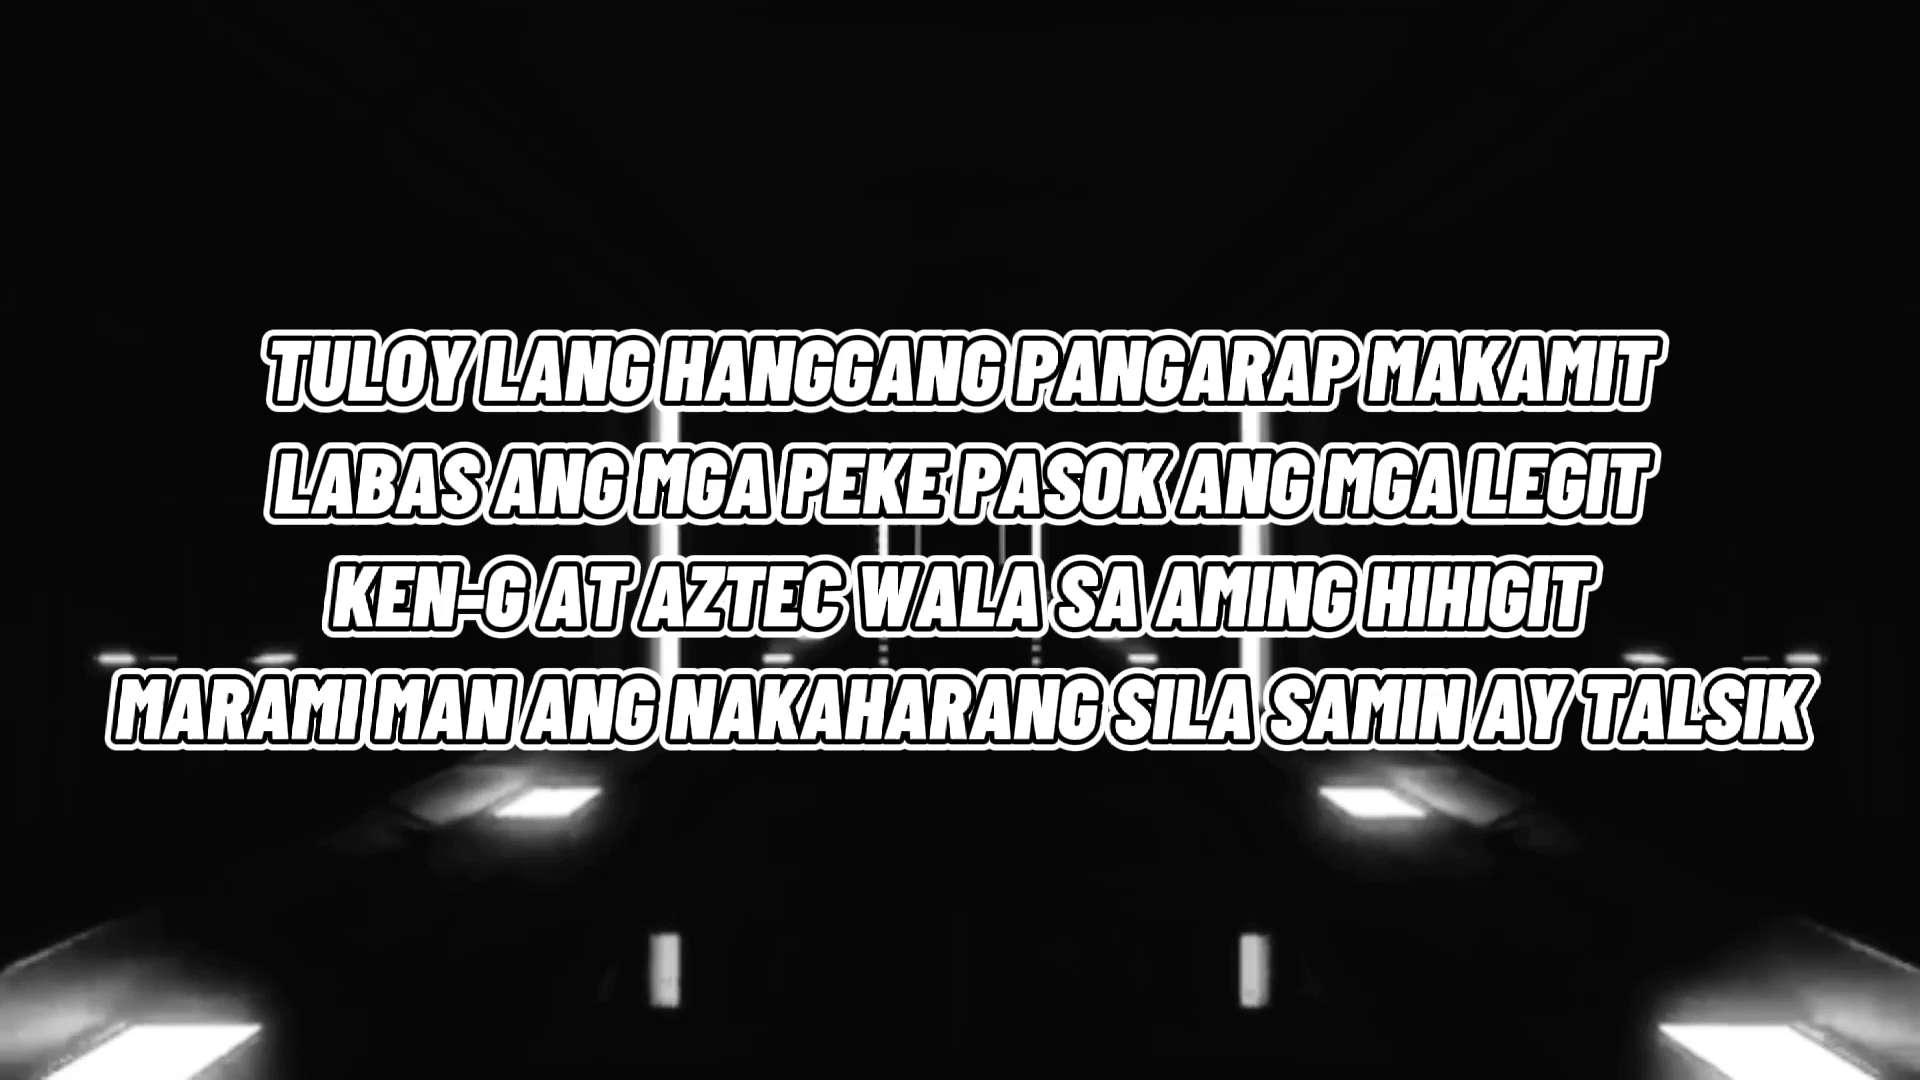 TULOY LANG HANGGANG PANGARAP MAKAMIT
LABAS ANG MGA PEKE PASOK ANG MGA LEGIT
KEN-G AT AZTEC WALA SA AMING HIHIGIT
MARAMI MAN ANG NAKAHARANG SILA SAMIN AY TALSIK